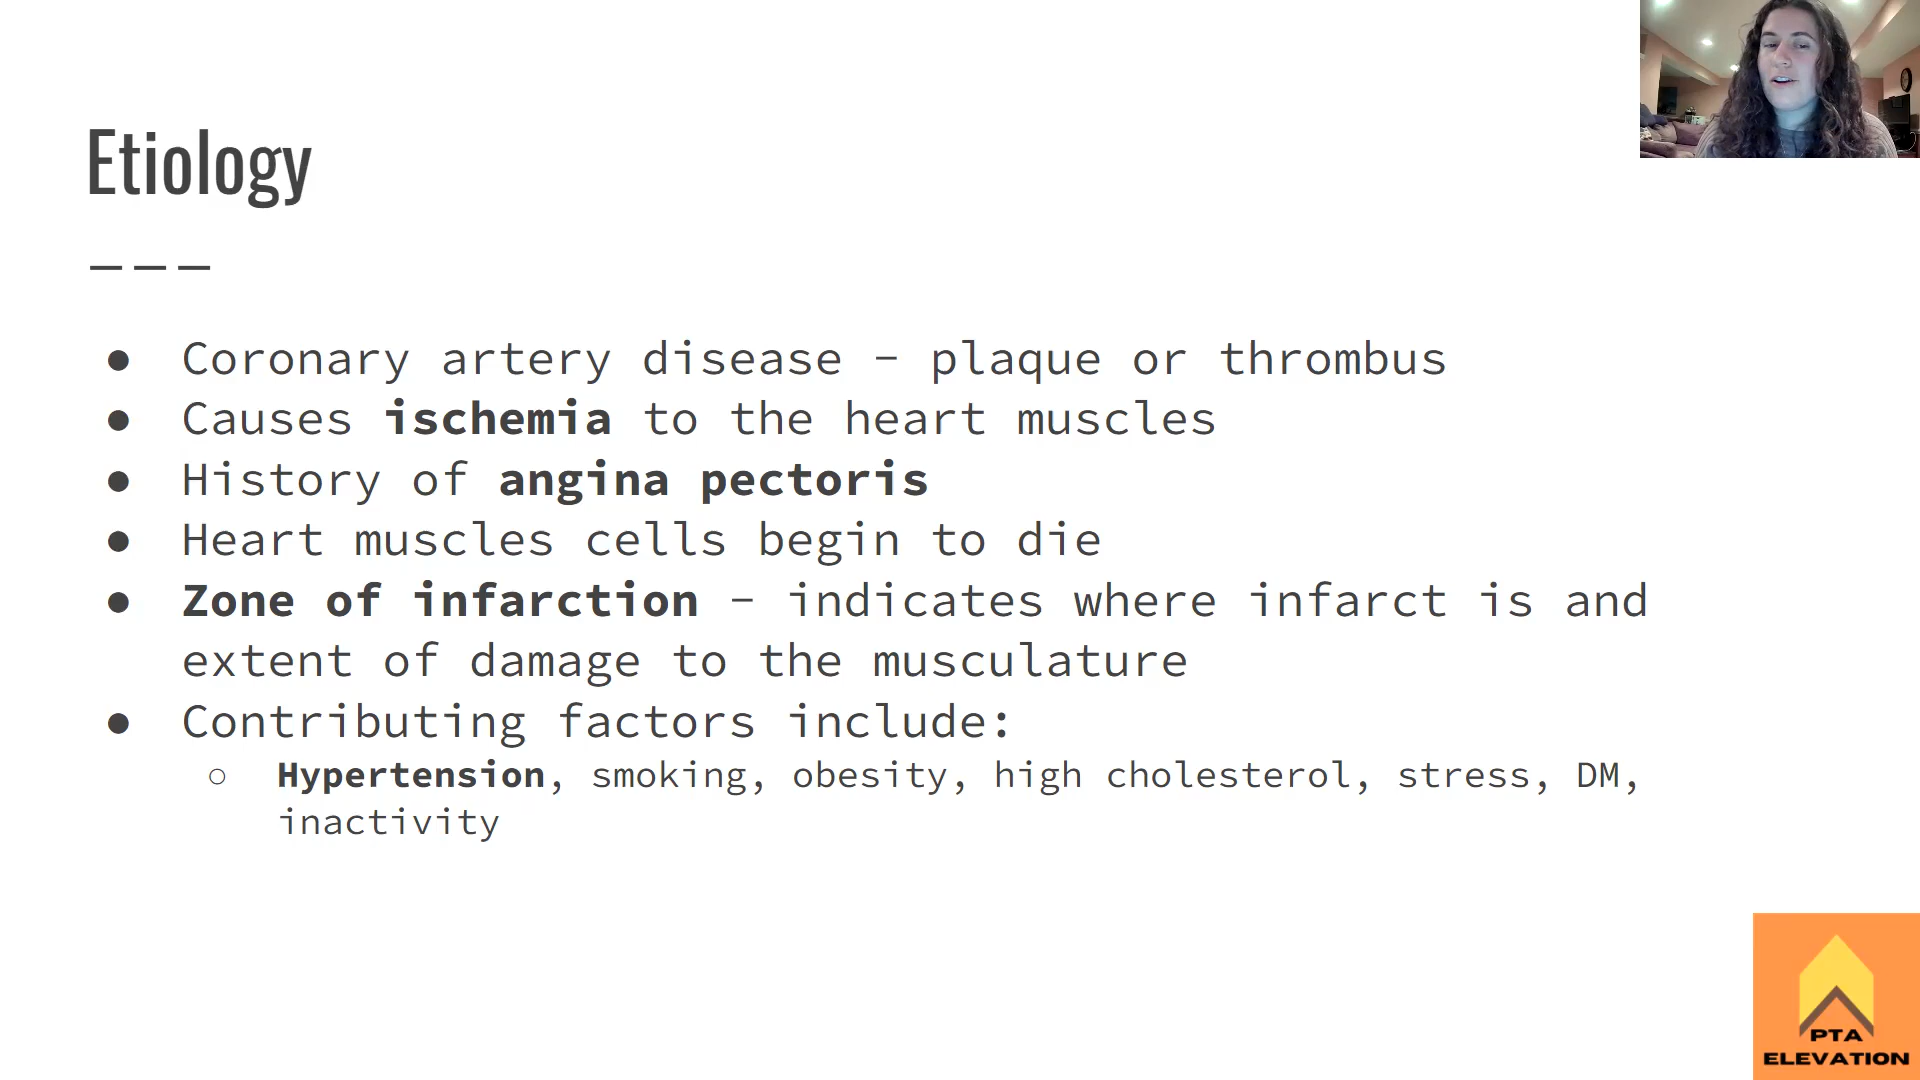 Etiology
● Coronary artery disease - plaque or thrombus
● Causes ischemia to the heart muscles
● History of angina pectoris
● Heart muscles cells begin to die
● Zone of infarction - indicates where infarct is and
extent of damage to the musculature
● Contributing factors include:
○ Hypertension, smoking, obesity, high cholesterol, stress, DM,
inactivity
PTA
ELEVATION